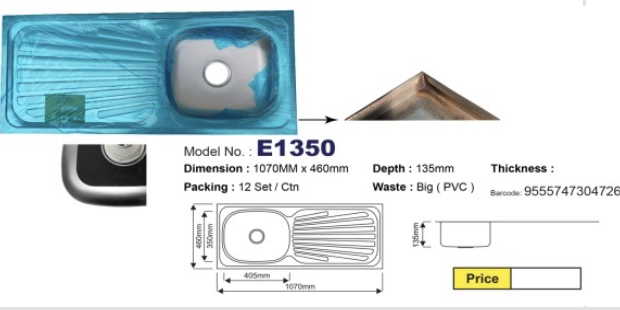 Model No. : E1350
Dimension : 1070MM x 460mm
Depth : 135mm
Thickness :
Packing : 12 Set / Ctn
Waste : Big ( PVC )
Barcode: 9555747304726
460mm
350mm
405mm
1070mm
135mm
Price